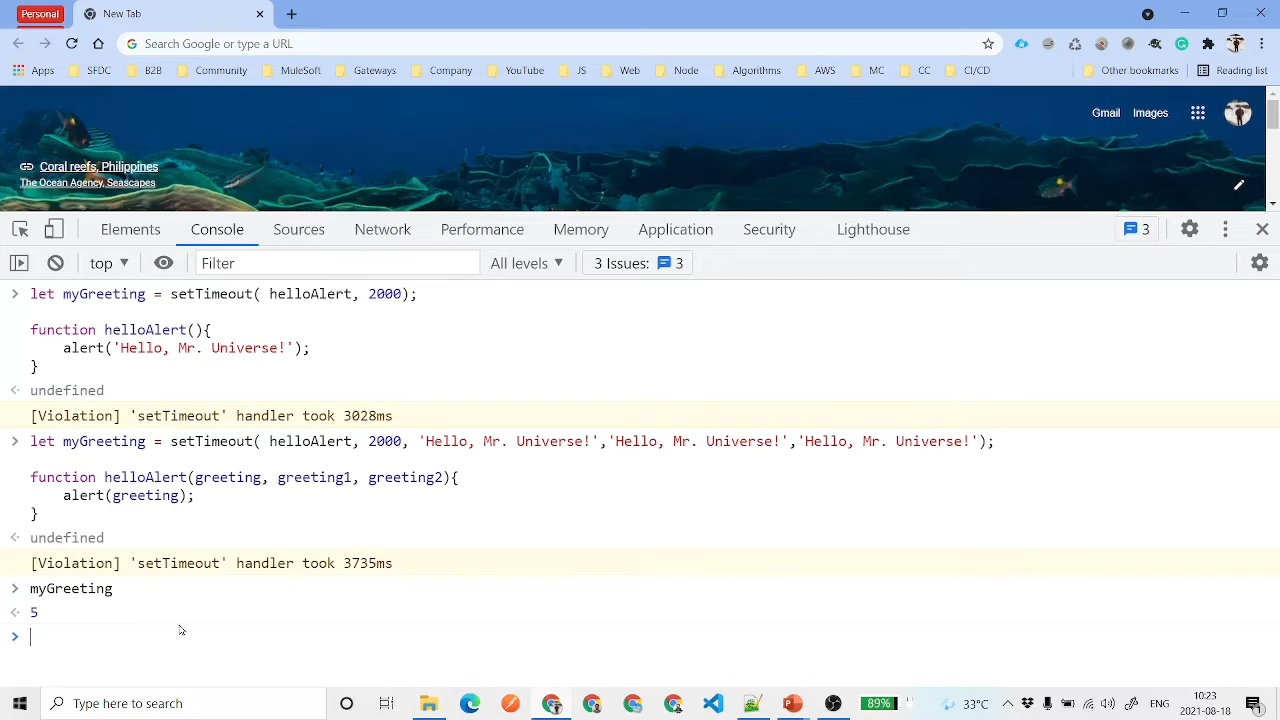 Personal
New Tab
Search Google or type a URL
Apps SFDC B2B Community MuleSoft Gateways Company YouTube JS Web Node Algorithms AWS MC CC CI/CD Other bookmarks Reading list
Gmail Images
Coral reefs, Philippines
The Ocean Agency, Seascapes
Elements Console Sources Network Performance Memory Application Security Lighthouse 3
top Filter All levels 3 Issues: 3
let myGreeting = setTimeout( helloAlert, 2000);
function helloAlert(){
alert('Hello, Mr. Universe!');
}
undefined
[Violation] 'setTimeout' handler took 3028ms
let myGreeting = setTimeout( helloAlert, 2000, 'Hello, Mr. Universe!','Hello, Mr. Universe!','Hello, Mr. Universe!');
function helloAlert(greeting, greeting1, greeting2){
alert(greeting);
}
undefined
[Violation] 'setTimeout' handler took 3735ms
myGreeting
5
Type here to search 89% 33°C ENG
10:23
2021-08-18